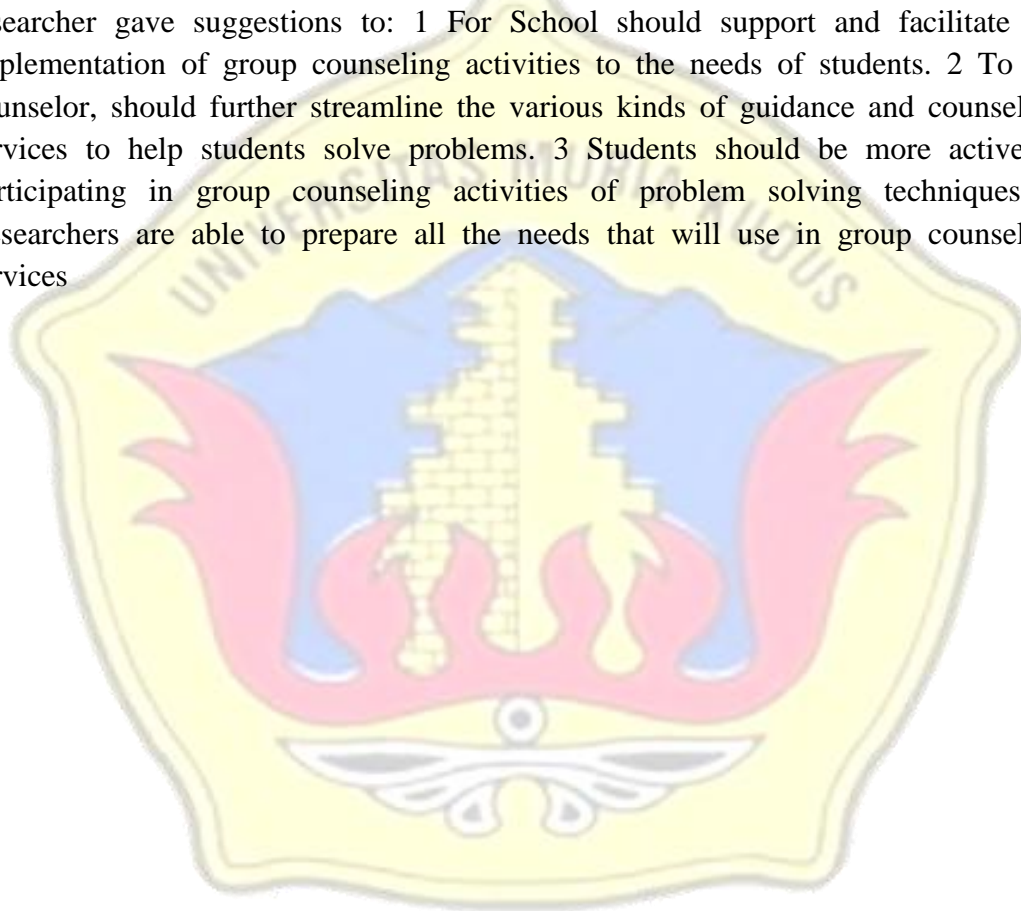 searcher gave suggestions to: 1 For School should support and facilitate
plementation of group counseling activities to the needs of students. 2 To
unselor, should further streamline the various kinds of guidance and counsel
rvices to help students solve problems. 3 Students should be more active
rticipating in group counseling activities of problem solving techniques
searchers are able to prepare all the needs that will use in group counsel
rvices
UNIVERSITAS MURIA KUDUS